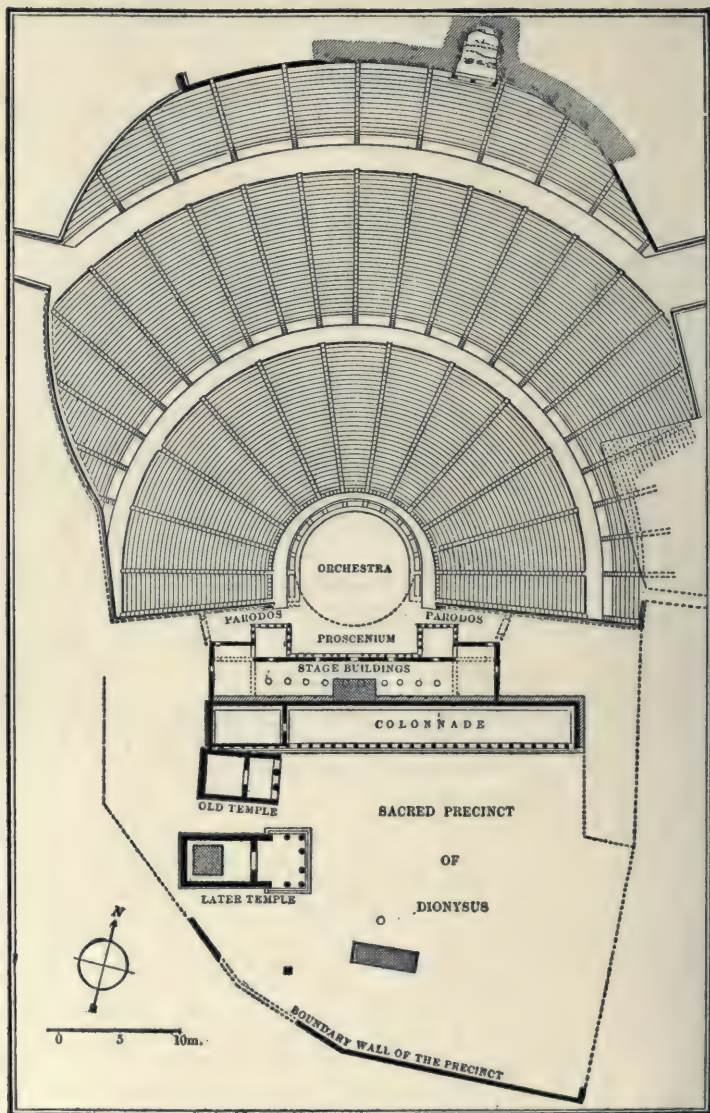 ORCHESTRA
PARODOS
PARODOS
PROSCENIUM
STAGE BUILDINGS
COLONNADE
OLD TEMPLE
SACRED PRECINCT
OF
DIONYSUS
LATER TEMPLE
N
0 5 10m.
BOUNDARY WALL OF THE PRECINCT